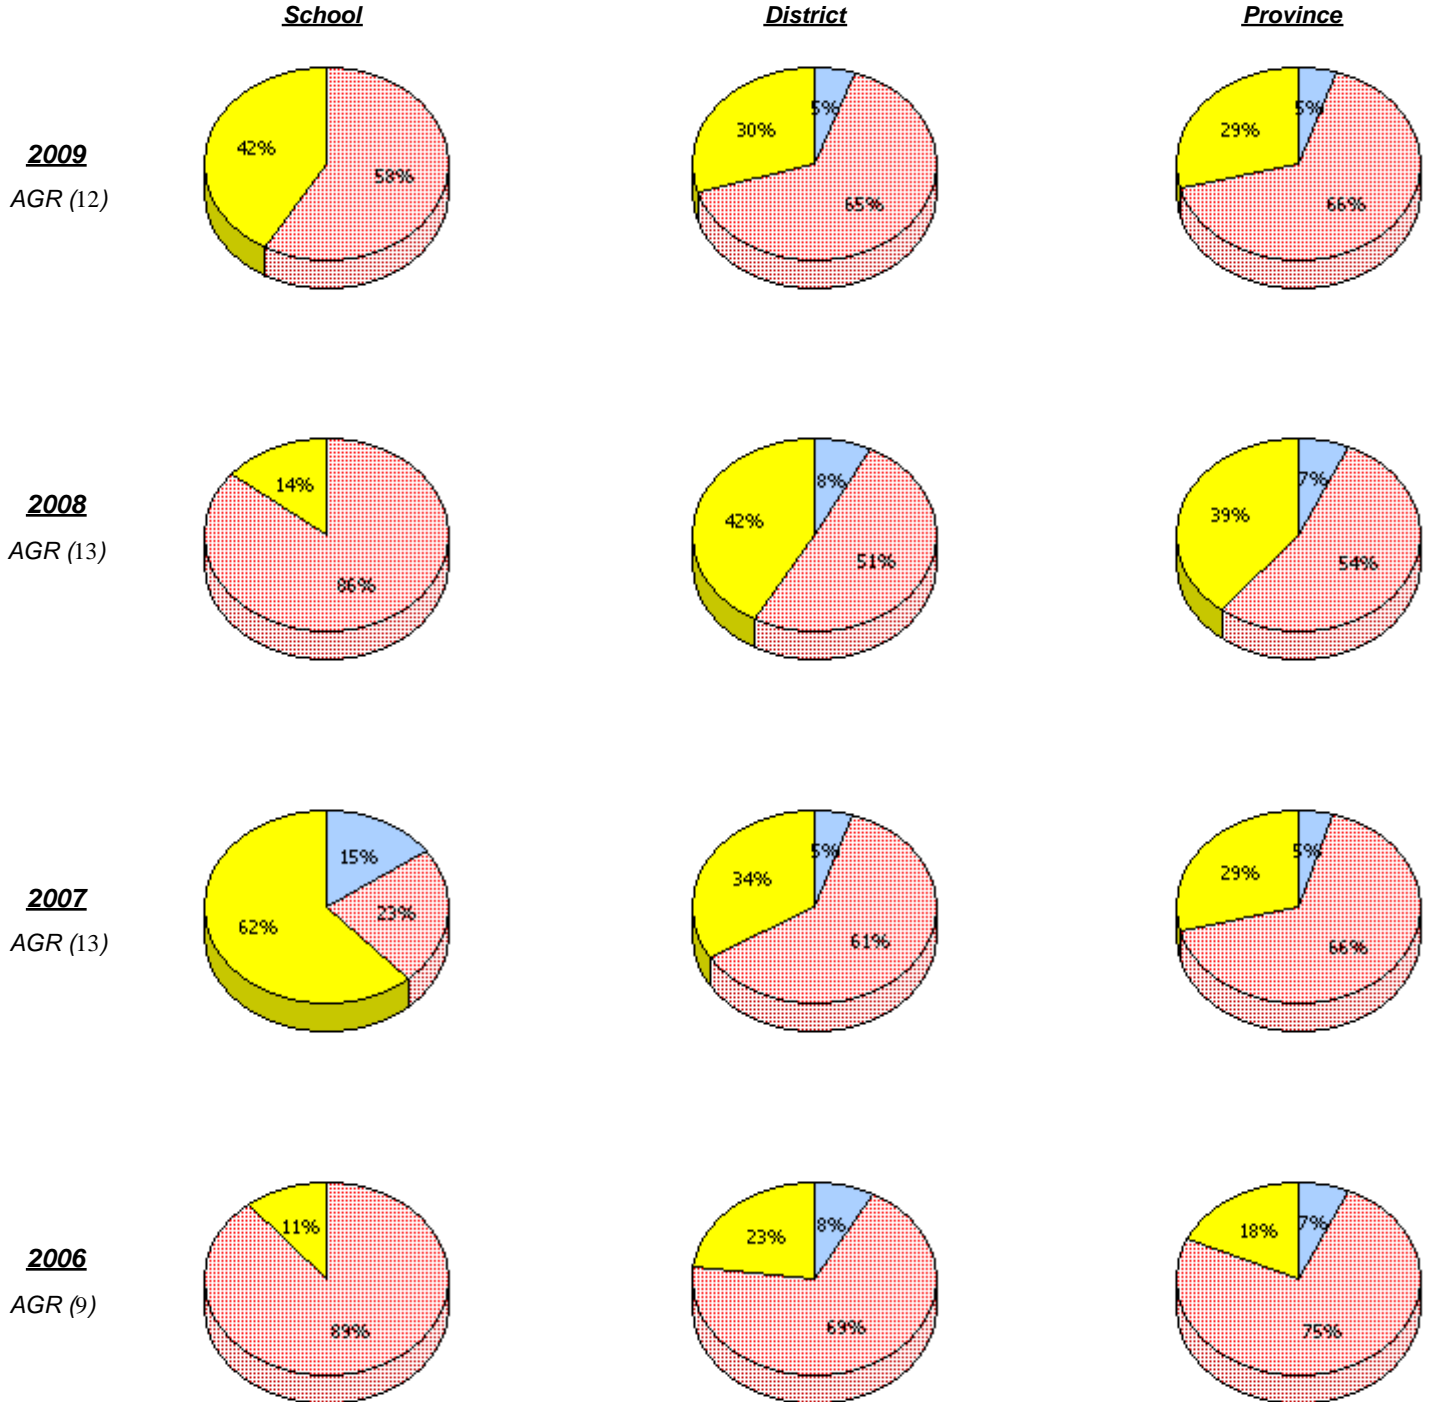 School District Province
42% 58% 30% 5% 65% 29% 5% 66%
2009
AGR (12)
14% 86% 42% 8% 51% 39% 7% 54%
2008
AGR (13)
62% 15% 23% 34% 5% 61% 29% 5% 66%
2007
AGR (13)
11% 89% 23% 8% 69% 18% 7% 75%
2006
AGR (9)